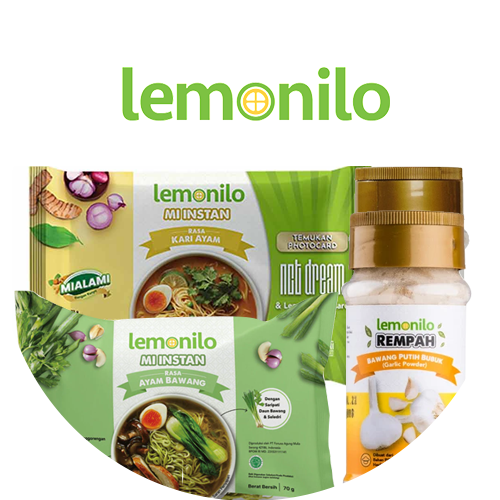 lemonilo
lemonilo
MI INSTAN
RASA
KARI AYAM
TEMUKAN
PHOTOCARD
nct dream
MIALAMI
lemonilo
MI INSTAN
RASA
AYAM BAWANG
Dengan
Saripati
Daun Bawang
& Seledri
Berat Bersih 70 g
lemonilo
REMPAH
BAWANG PUTIH BUBUK
(Garlic Powder)